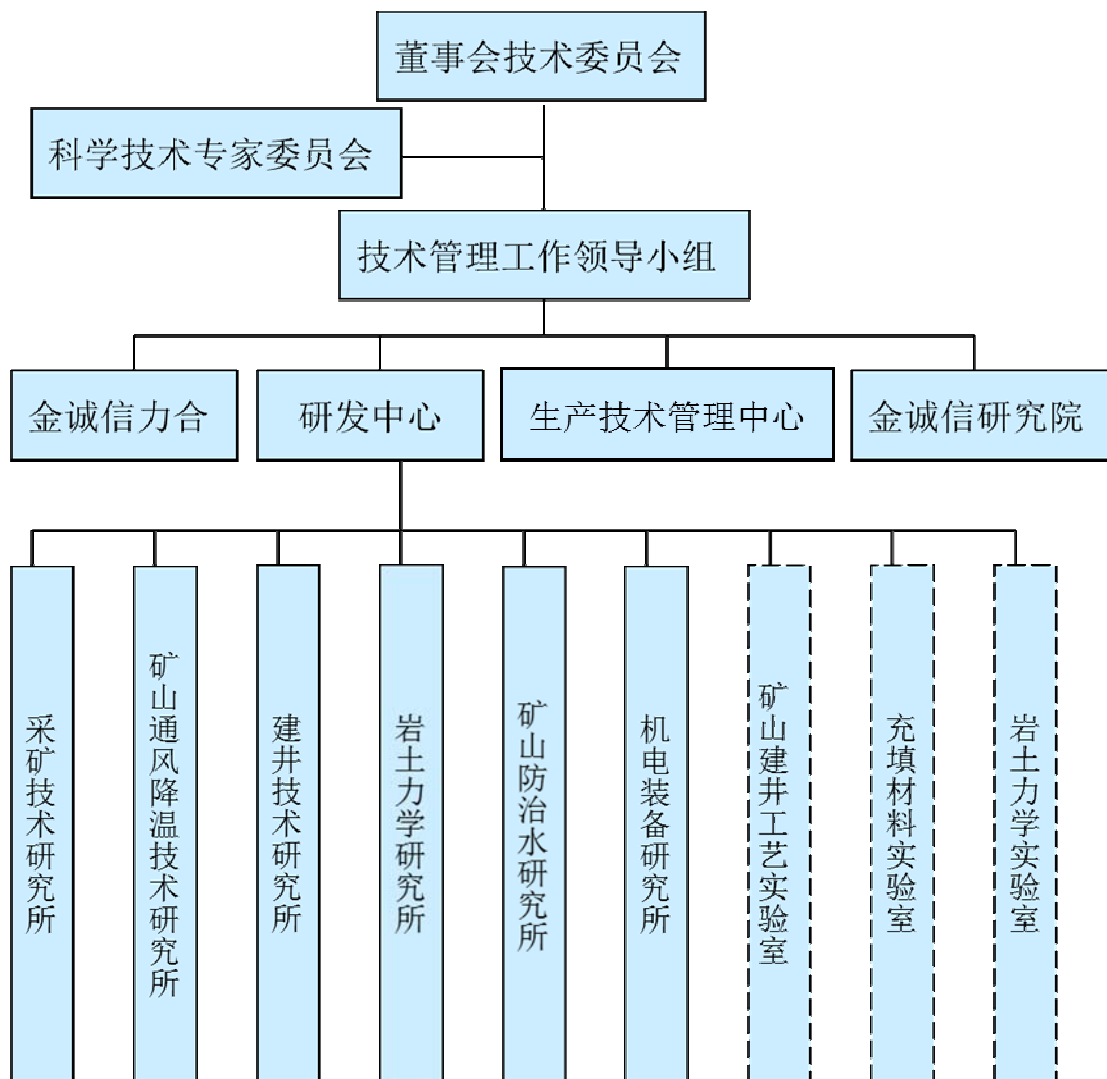 董事会技术委员会
科学技术专家委员会
技术管理工作领导小组
金诚信力合
研发中心
生产技术管理中心
金诚信研究院
采矿技术研究所
矿山通风降温技术研究所
建井技术研究所
岩土力学研究所
矿山防治水研究所
机电装备研究所
矿山建井工艺实验室
充填材料实验室
岩土力学实验室